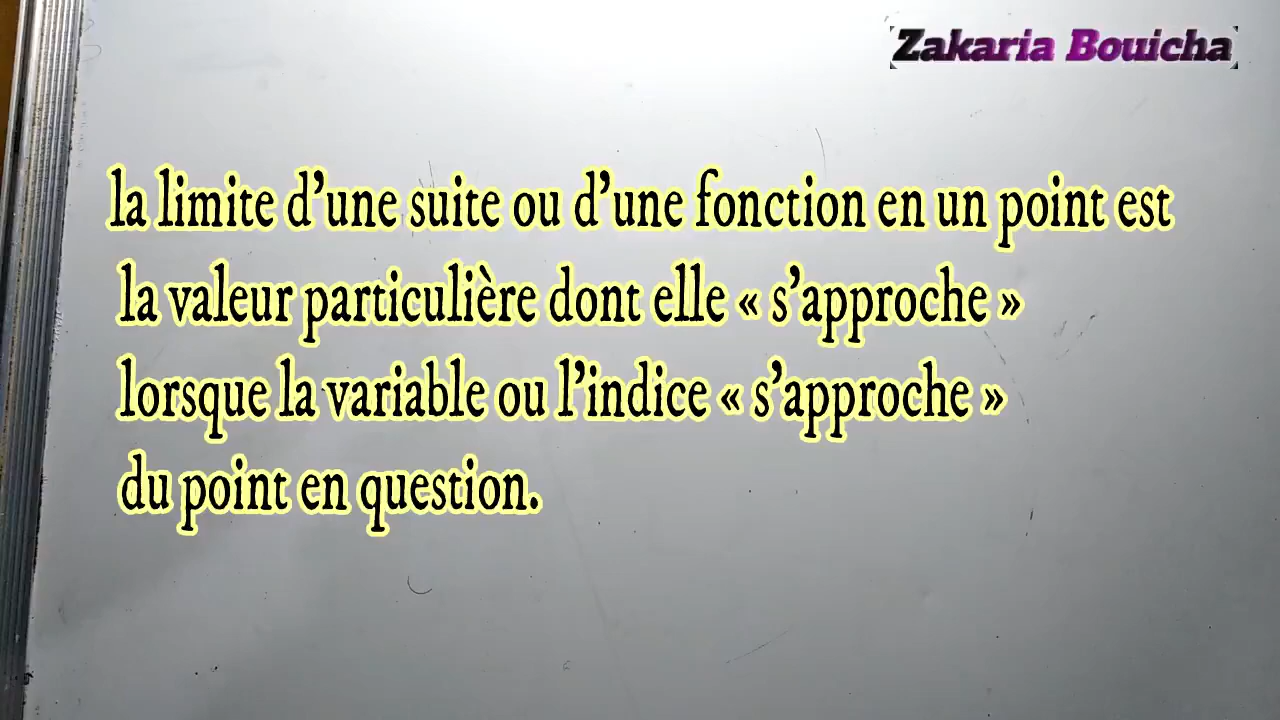 Zakaria Bouicha
la limite d’une suite ou d’une fonction en un point est
la valeur particulière dont elle « s’approche »
lorsque la variable ou l’indice « s’approche »
du point en question.